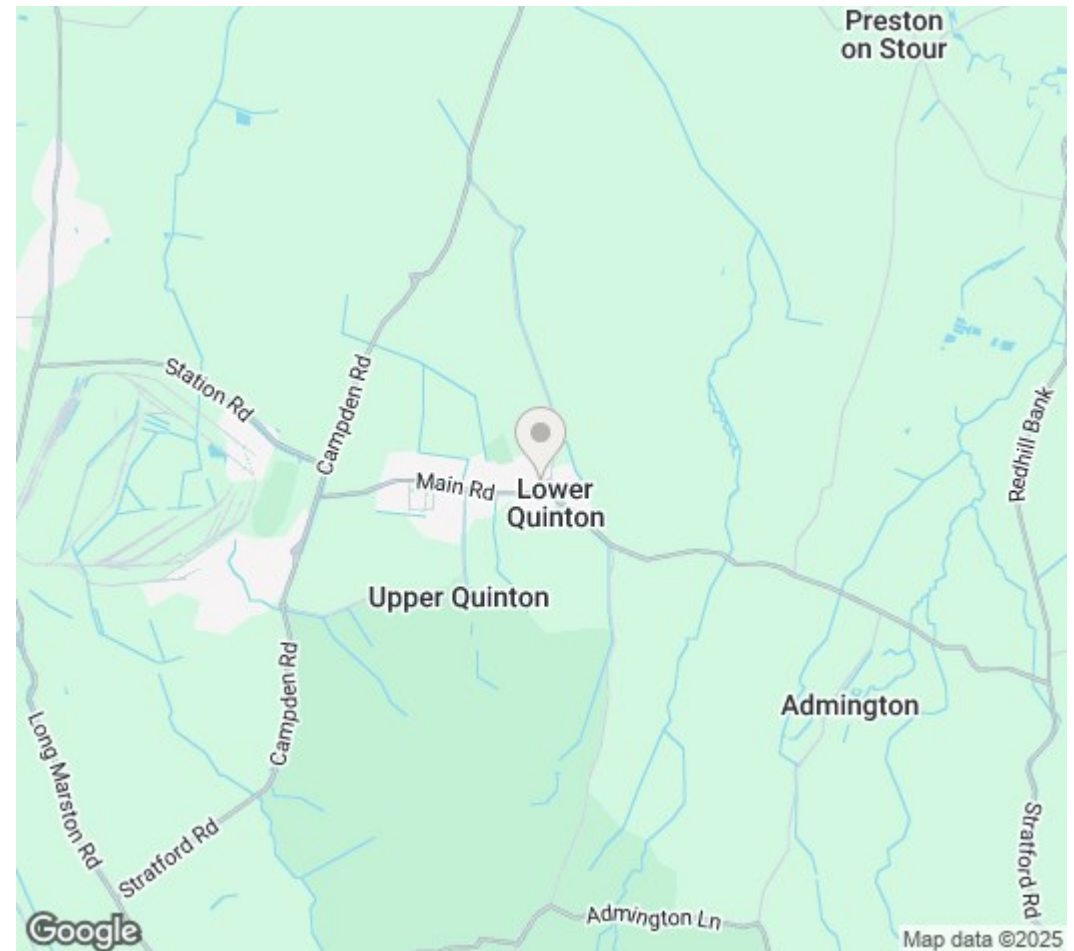 Preston
on Stour
Station Rd
Campden Rd
Redhill Bank
Main Rd
Lower
Quinton
Upper Quinton
Campden Rd
Admington
Long Marston Rd
Stratford Rd
Stratford Rd
Admington Ln
Google
Map data ©2025